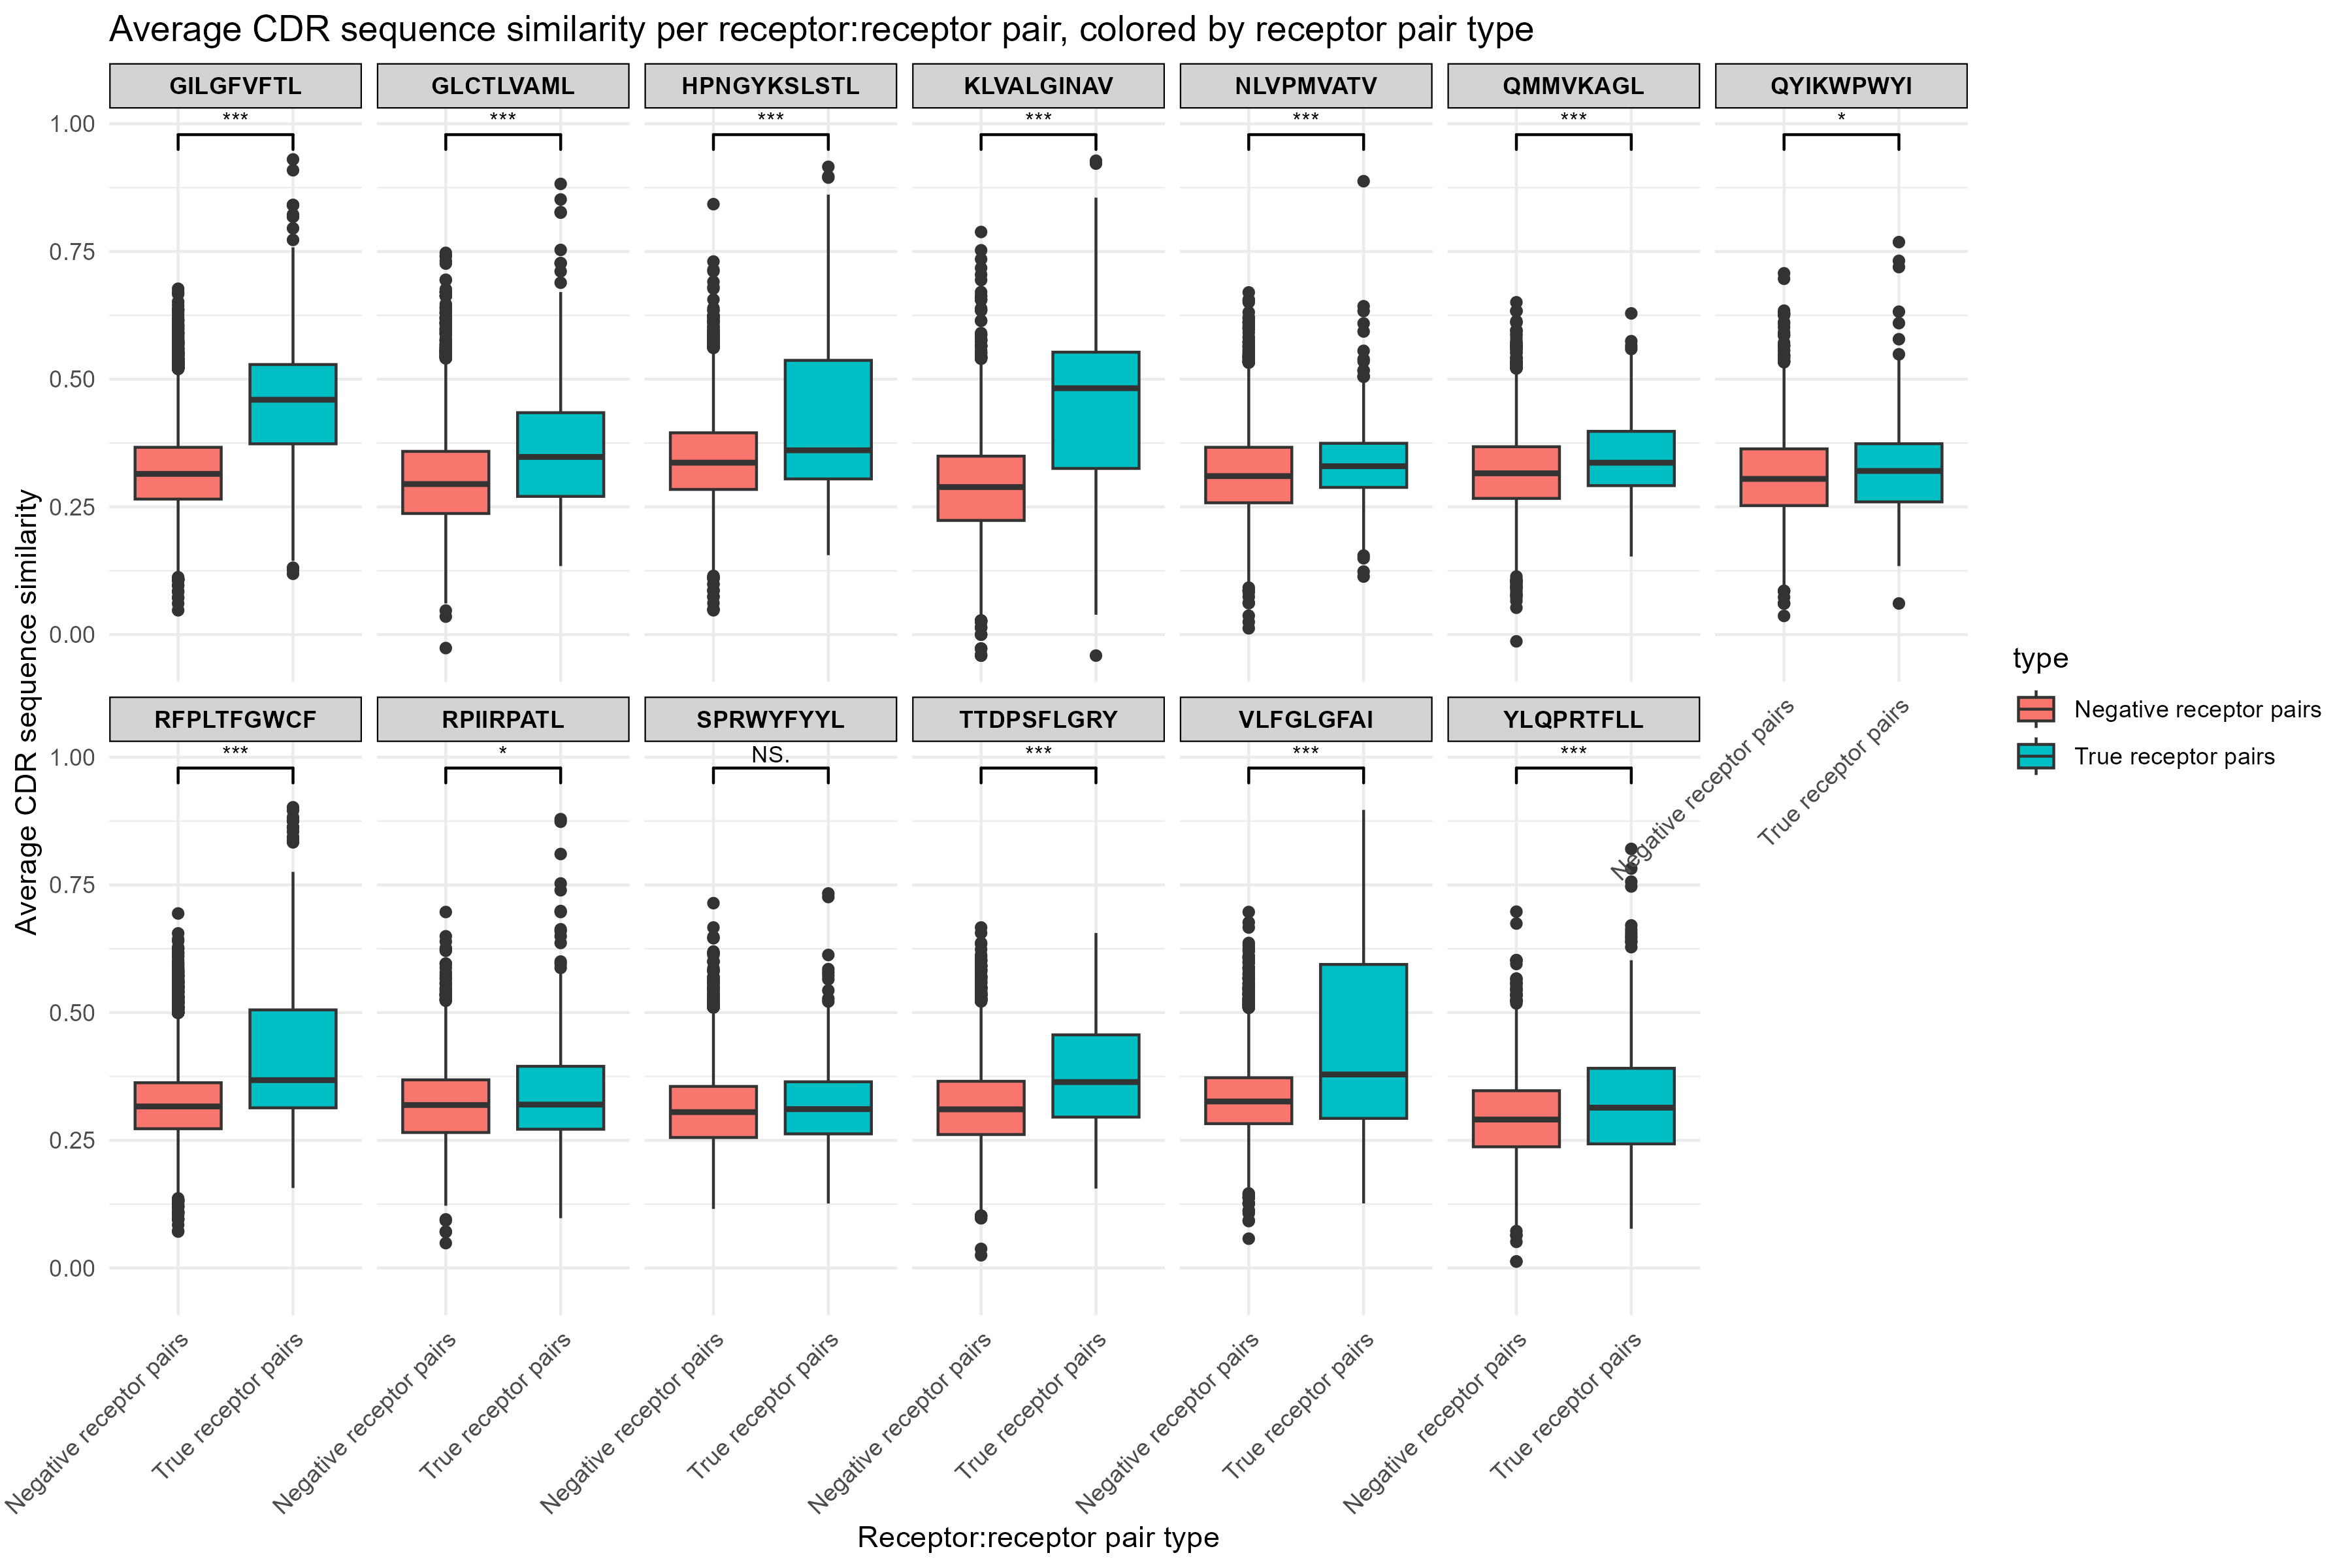 Average CDR sequence similarity per receptor:receptor pair, colored by receptor pair type
GILGFVFTL
GLCTLVAML
HPNGYKSLSTL
KLVALGINAV
NLVPMVATV
QMMVKAGL
QYIKWPWYI
***
***
***
***
***
***
*
1.00
0.75
0.50
0.25
0.00
Average CDR sequence similarity
Negative receptor pairs
True receptor pairs
type
Negative receptor pairs
True receptor pairs
RFPLTFGWCF
RPIIRPATL
SPRWYFYYL
TTDPSFLGRY
VLFGLGFAI
YLQPRTFLL
***
*
NS.
***
***
***
1.00
0.75
0.50
0.25
0.00
Negative receptor pairs
True receptor pairs
Negative receptor pairs
True receptor pairs
Negative receptor pairs
True receptor pairs
Negative receptor pairs
True receptor pairs
Negative receptor pairs
True receptor pairs
Negative receptor pairs
True receptor pairs
Receptor:receptor pair type